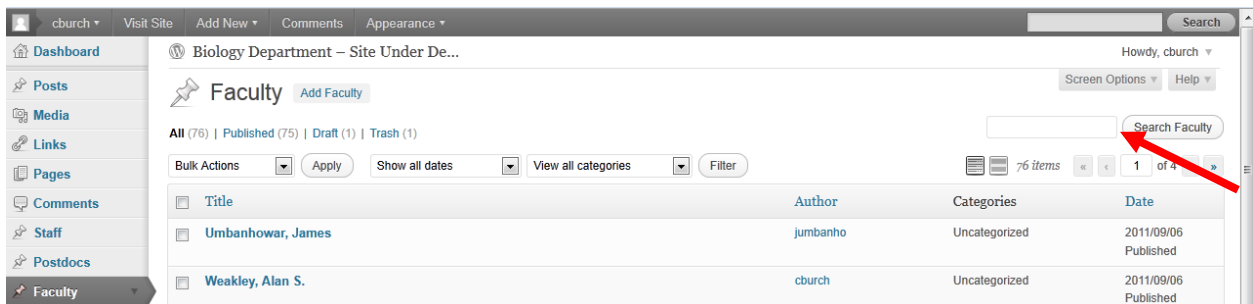 cburch Visit Site Add New Comments Appearance Search
Dashboard
Biology Department – Site Under De...
Howdy, cburch
Posts
Media
Links
Pages
Comments
Staff
Postdocs
Faculty
Screen Options Help
Faculty Add Faculty
All (76) | Published (75) | Draft (1) | Trash (1)
Search Faculty
Bulk Actions Apply Show all dates View all categories Filter
76 items « ‹ 1 of 4 »
Title Author Categories Date
Umbanhowar, James jumbanho Uncategorized 2011/09/06
Published
Weakley, Alan S. cburch Uncategorized 2011/09/06
Published